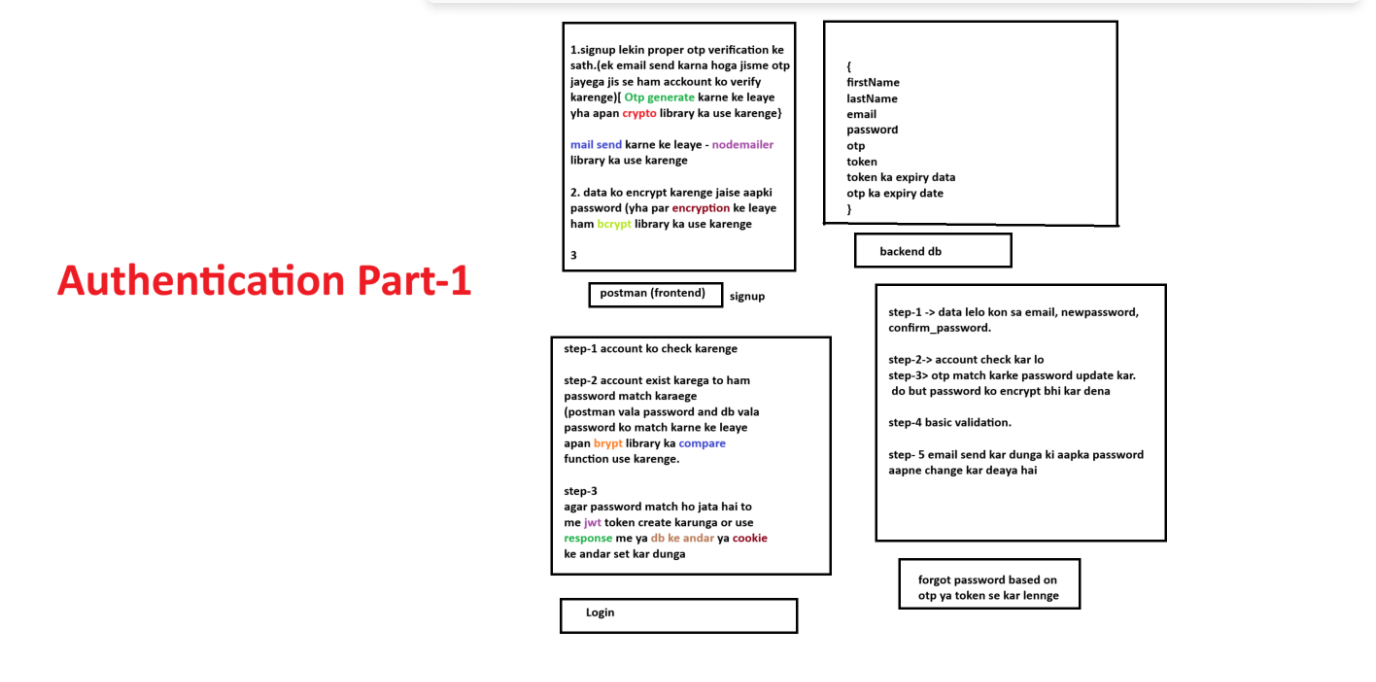 Authentication Part-1
1.signup lekin proper otp verification ke
sath.(ek email send karna hoga jisme otp
jayega jis se ham acckount ko verify
karenge)[ Otp generate karne ke leaye
yha apan crypto library ka use karenge}
mail send karne ke leaye - nodemailer
library ka use karenge
2. data ko encrypt karenge jaise aapki
password (yha par encryption ke leaye
ham bcrypt library ka use karenge
3
postman (frontend)
signup
{
firstName
lastName
email
password
otp
token
token ka expiry data
otp ka expiry date
}
backend db
step-1 account ko check karenge
step-2 account exist karega to ham
password match karaege
(postman vala password and db vala
password ko match karne ke leaye
apan brypt library ka compare
function use karenge.
step-3
agar password match ho jata hai to
me jwt token create karunga or use
response me ya db ke andar ya cookie
ke andar set kar dunga
Login
step-1 -> data lelo kon sa email, newpassword,
confirm_password.
step-2-> account check kar lo
step-3> otp match karke password update kar.
do but password ko encrypt bhi kar dena
step-4 basic validation.
step- 5 email send kar dunga ki aapka password
aapne change kar deaya hai
forgot password based on
otp ya token se kar lennge